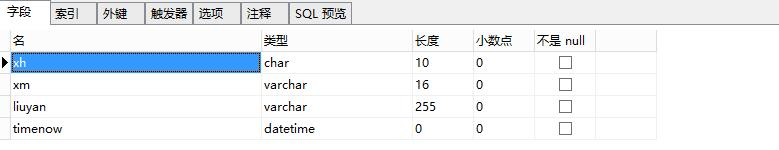 字段 索引 外键 触发器 选项 注释 SQL 预览
名 类型 长度 小数点 不是 null
xh char 10 0
xm varchar 16 0
liuyan varchar 255 0
timenow datetime 0 0